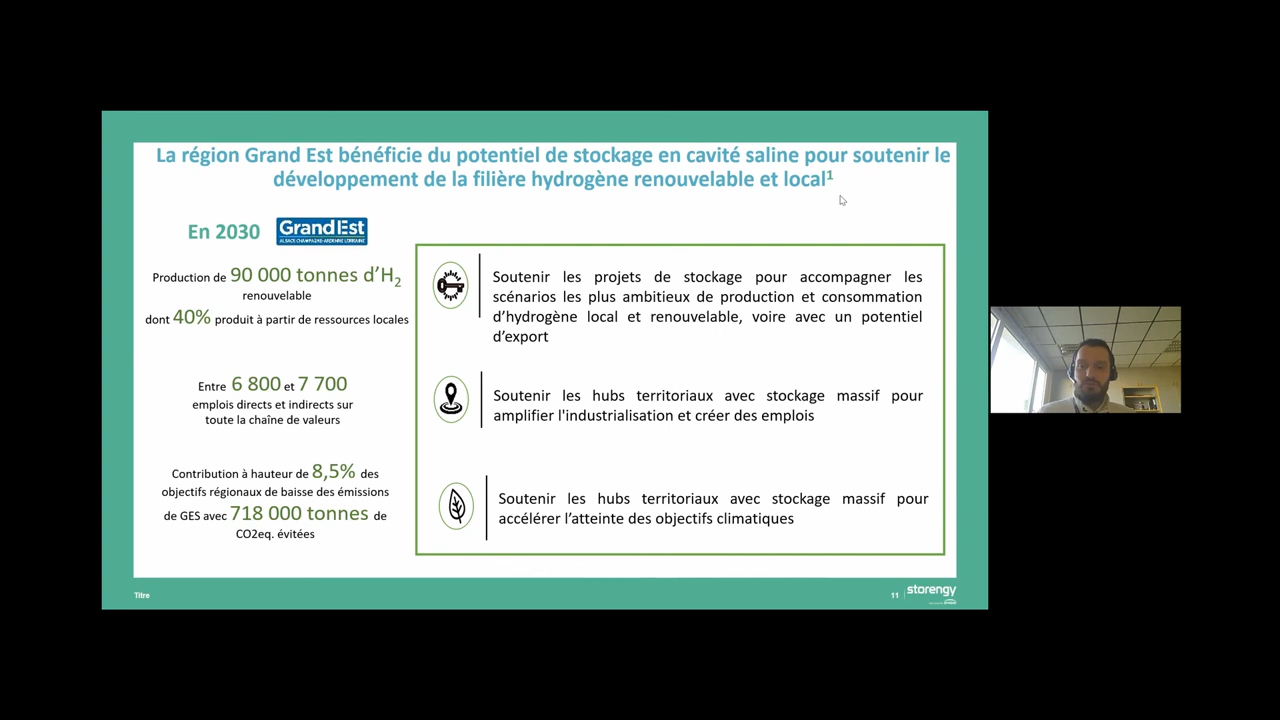 La région Grand Est bénéficie du potentiel de stockage en cavité saline pour soutenir le
développement de la filière hydrogène renouvelable et local¹
En 2030
GrandEst
ALSACE CHAMPAGNE-ARDENNE LORRAINE
Production de 90 000 tonnes d’H₂
renouvelable
dont 40% produit à partir de ressources locales
Entre 6 800 et 7 700
emplois directs et indirects sur
toute la chaîne de valeurs
Contribution à hauteur de 8,5% des
objectifs régionaux de baisse des émissions
de GES avec 718 000 tonnes de
CO2eq. évitées
Soutenir les projets de stockage pour accompagner les
scénarios les plus ambitieux de production et consommation
d’hydrogène local et renouvelable, voire avec un potentiel
d’export
Soutenir les hubs territoriaux avec stockage massif pour
amplifier l'industrialisation et créer des emplois
Soutenir les hubs territoriaux avec stockage massif pour
accélérer l’atteinte des objectifs climatiques
Titre
11
storengy